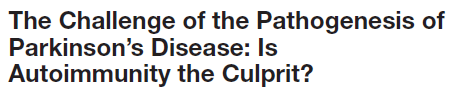 The Challenge of the Pathogenesis of
Parkinson’s Disease: Is
Autoimmunity the Culprit?